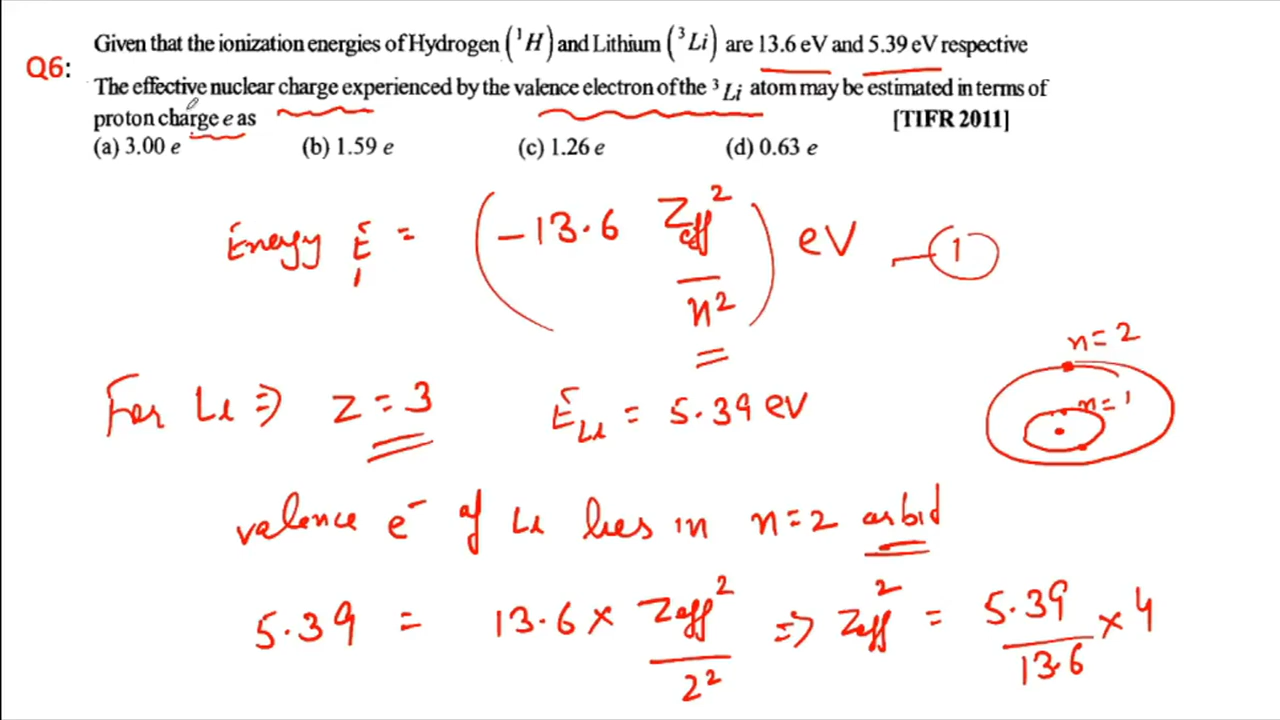 Q6: Given that the ionization energies of Hydrogen (¹H) and Lithium (³Li) are 13.6 eV and 5.39 eV respective
The effective nuclear charge experienced by the valence electron of the ³Li atom may be estimated in terms of
proton charge e as [TIFR 2011]
(a) 3.00 e (b) 1.59 e (c) 1.26 e (d) 0.63 e
Energy E = (-13.6 Zeff²/n²) eV —①
n=2
For Li ⇒ Z = 3 E_Li = 5.39 eV
n=1
valence e⁻ of Li lies in n=2 orbid
5.39 = 13.6 × Zeff²/2² ⇒ Zeff² = 5.39/13.6 × 4